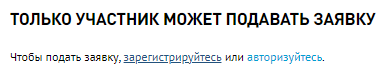 ТОЛЬКО УЧАСТНИК МОЖЕТ ПОДАВАТЬ ЗАЯВКУ
Чтобы подать заявку, зарегистрируйтесь или авторизуйтесь.